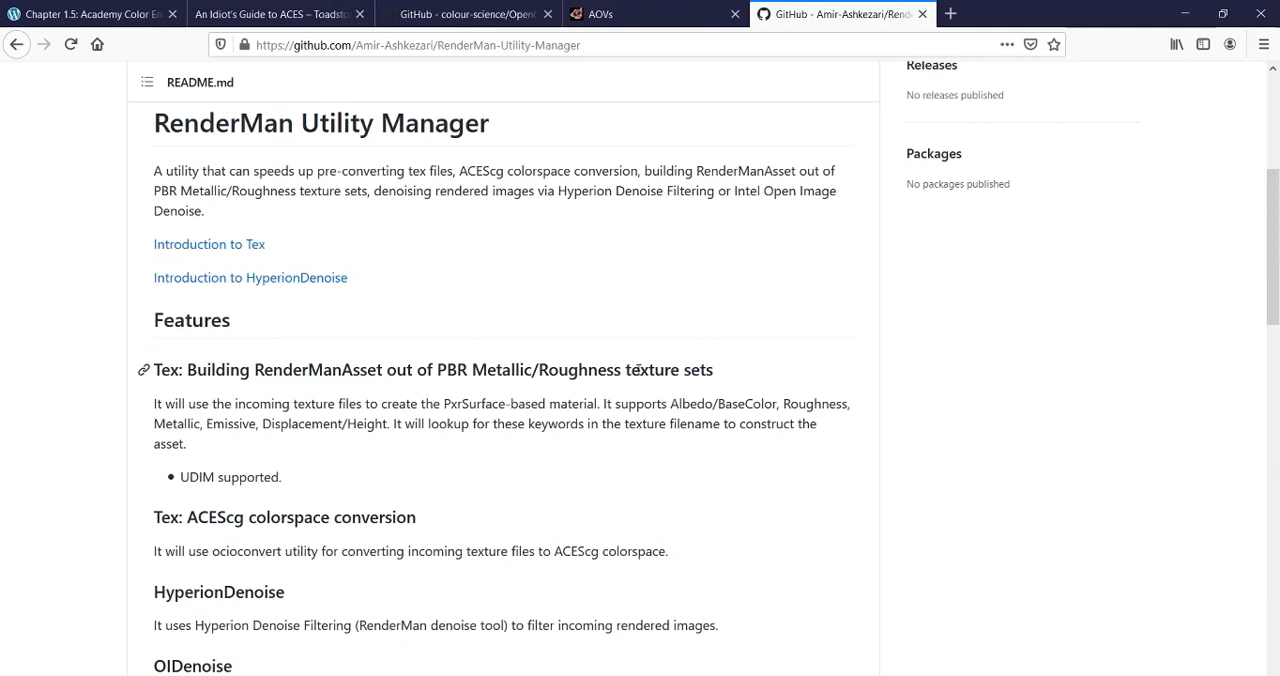 Chapter 1.5: Academy Color En
An Idiot's Guide to ACES – Toadsto
GitHub - colour-science/OpenC
AOVs
GitHub - Amir-Ashkezari/Rende
https://github.com/Amir-Ashkezari/RenderMan-Utility-Manager
README.md
RenderMan Utility Manager
A utility that can speeds up pre-converting tex files, ACEScg colorspace conversion, building RenderManAsset out of
PBR Metallic/Roughness texture sets, denoising rendered images via Hyperion Denoise Filtering or Intel Open Image
Denoise.
Introduction to Tex
Introduction to HyperionDenoise
Features
Tex: Building RenderManAsset out of PBR Metallic/Roughness texture sets
It will use the incoming texture files to create the PxrSurface-based material. It supports Albedo/BaseColor, Roughness,
Metallic, Emissive, Displacement/Height. It will lookup for these keywords in the texture filename to construct the
asset.
• UDIM supported.
Tex: ACEScg colorspace conversion
It will use ocioconvert utility for converting incoming texture files to ACEScg colorspace.
HyperionDenoise
It uses Hyperion Denoise Filtering (RenderMan denoise tool) to filter incoming rendered images.
OIDenoise
Releases
No releases published
Packages
No packages published